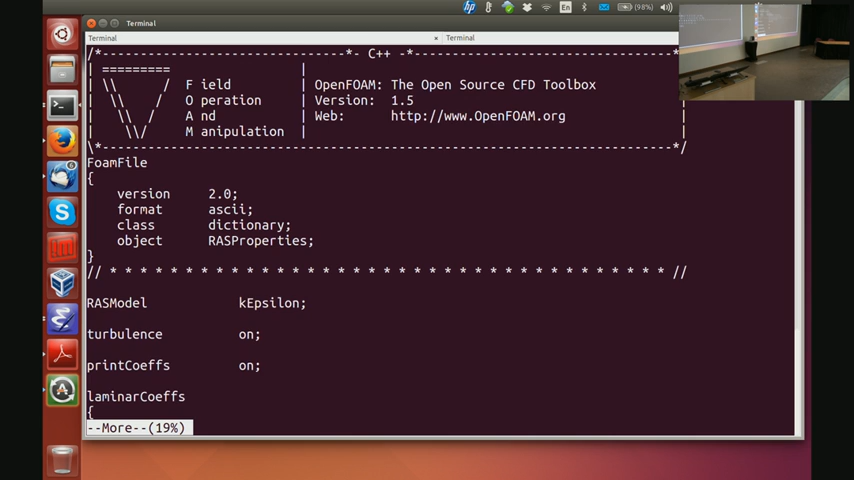 En
(98%)
Terminal
Terminal
Terminal
/*--------------------------------*- C++ -*----------------------------------*\
| ========= |
| \\ / F ield | OpenFOAM: The Open Source CFD Toolbox
| \\ / O peration | Version: 1.5
| \\ / A nd | Web: http://www.OpenFOAM.org |
| \\/ M anipulation | |
\*---------------------------------------------------------------------------*/
FoamFile
{
version 2.0;
format ascii;
class dictionary;
object RASProperties;
}
// * * * * * * * * * * * * * * * * * * * * * * * * * * * * * * * * * * * * * //
RASModel kEpsilon;
turbulence on;
printCoeffs on;
laminarCoeffs
{
--More--(19%)